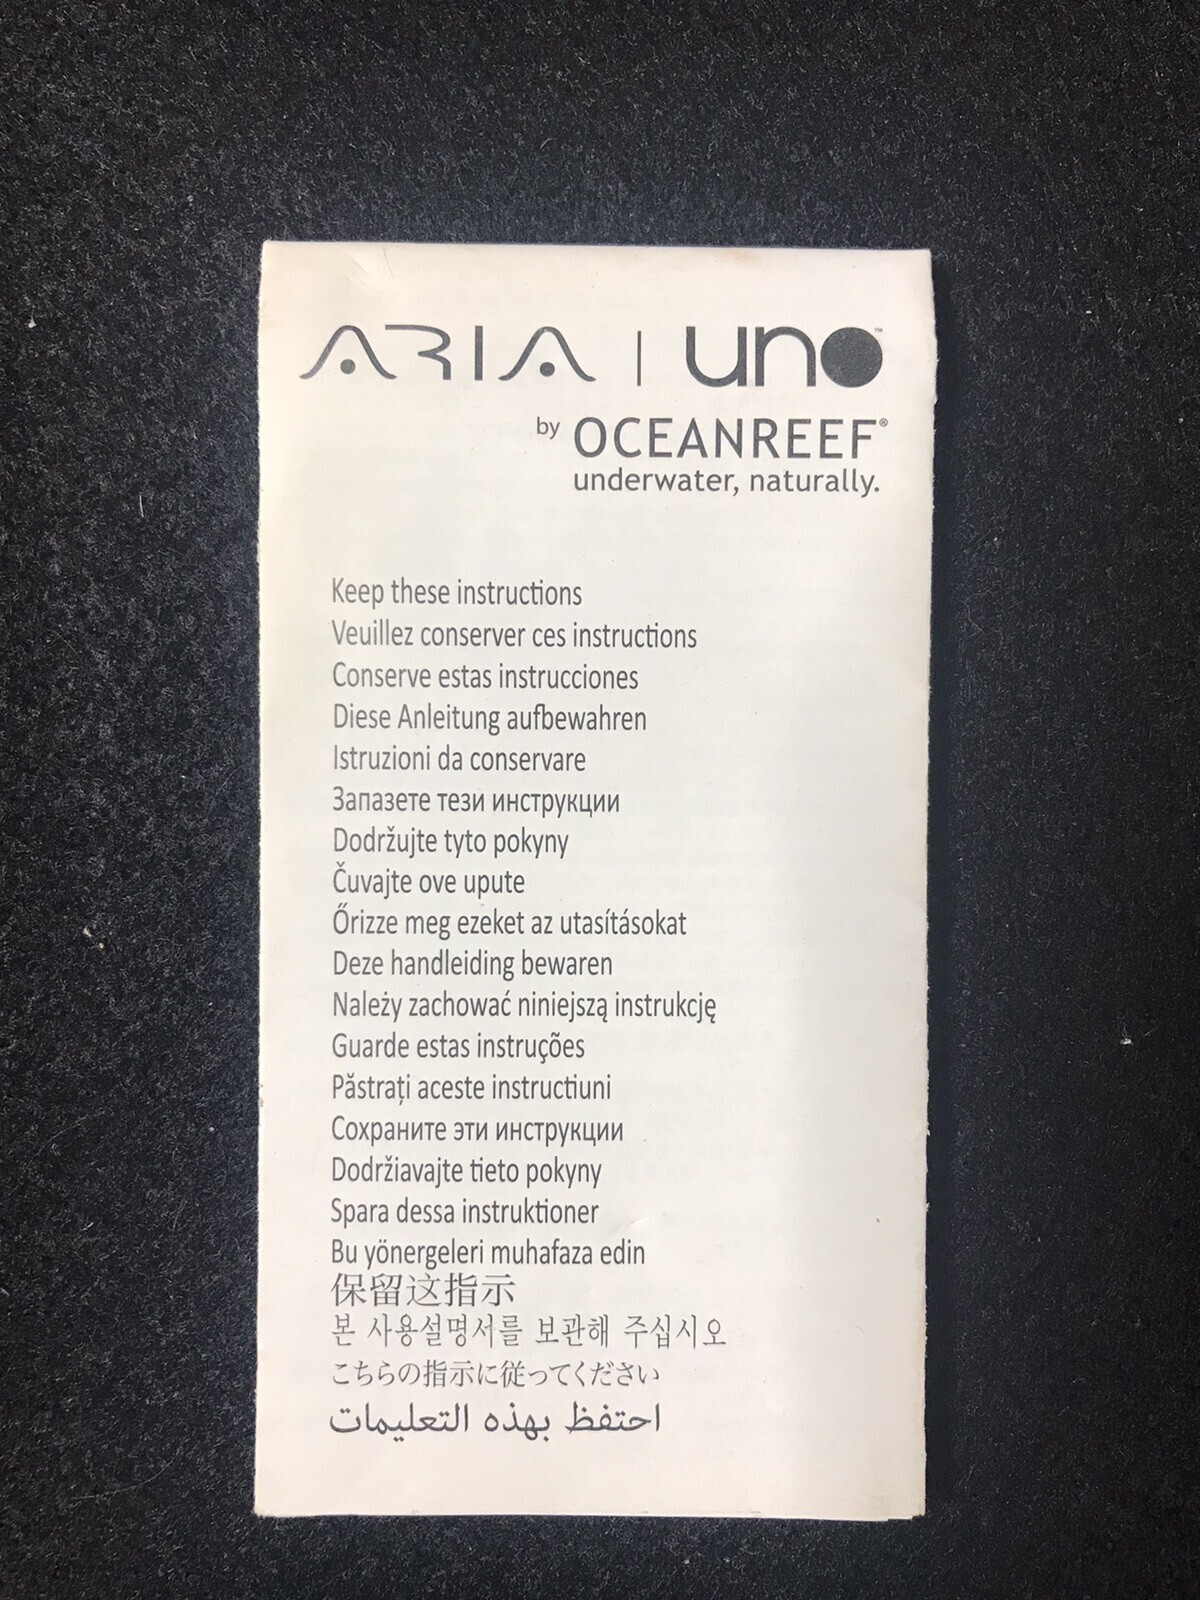 ARIA | uno™
by OCEANREEF®
underwater, naturally.
Keep these instructions
Veuillez conserver ces instructions
Conserve estas instrucciones
Diese Anleitung aufbewahren
Istruzioni da conservare
Запазете тези инструкции
Dodržujte tyto pokyny
Čuvajte ove upute
Őrizze meg ezeket az utasításokat
Deze handleiding bewaren
Należy zachować niniejszą instrukcję
Guarde estas instruções
Păstrați aceste instructiuni
Сохраните эти инструкции
Dodržiavajte tieto pokyny
Spara dessa instruktioner
Bu yönergeleri muhafaza edin
保留这指示
본 사용설명서를 보관해 주십시오
こちらの指示に従ってください
احتفظ بهذه التعليمات